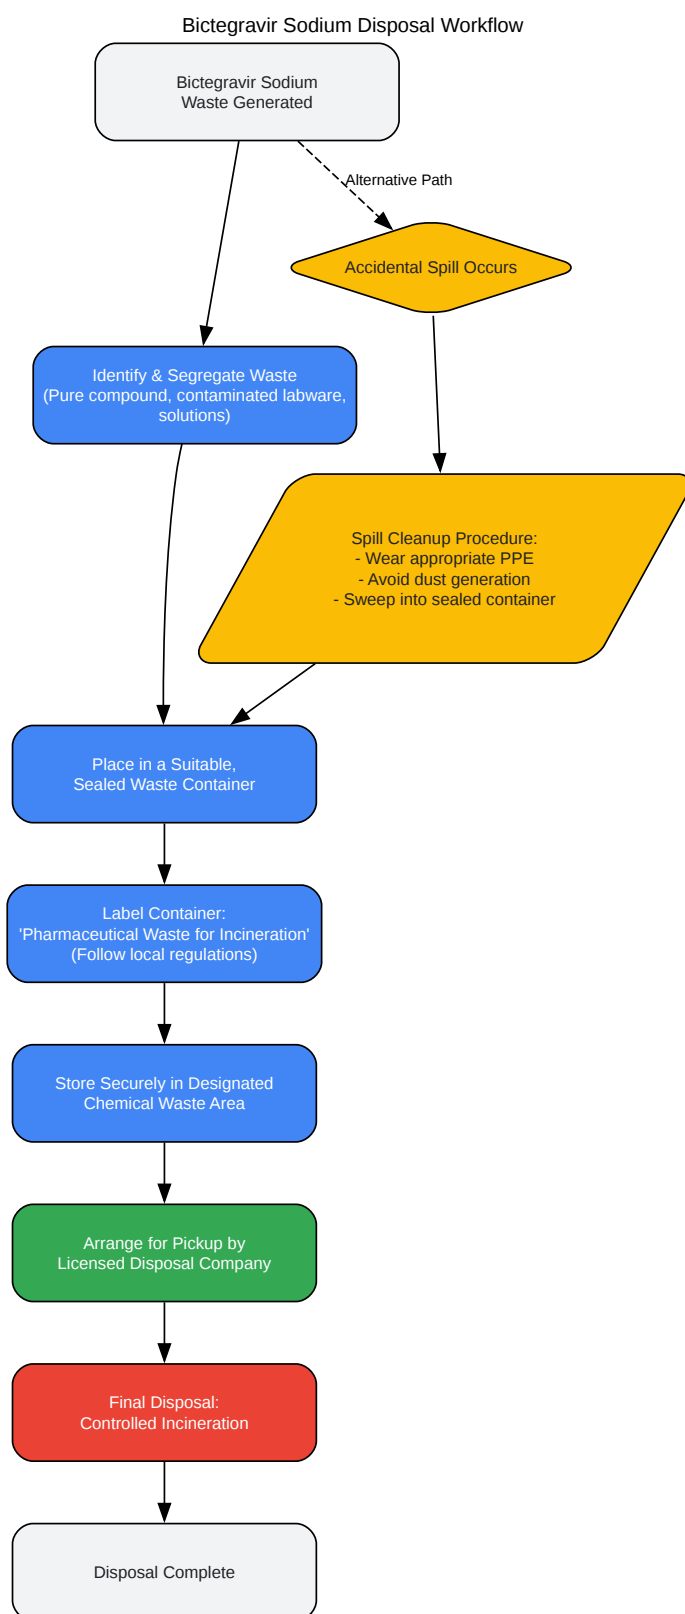 Bictegravir Sodium Disposal Workflow
Bictegravir Sodium
Waste Generated
Alternative Path
Accidental Spill Occurs
Identify & Segregate Waste
(Pure compound, contaminated labware,
solutions)
Spill Cleanup Procedure:
- Wear appropriate PPE
- Avoid dust generation
- Sweep into sealed container
Place in a Suitable,
Sealed Waste Container
Label Container:
'Pharmaceutical Waste for Incineration'
(Follow local regulations)
Store Securely in Designated
Chemical Waste Area
Arrange for Pickup by
Licensed Disposal Company
Final Disposal:
Controlled Incineration
Disposal Complete